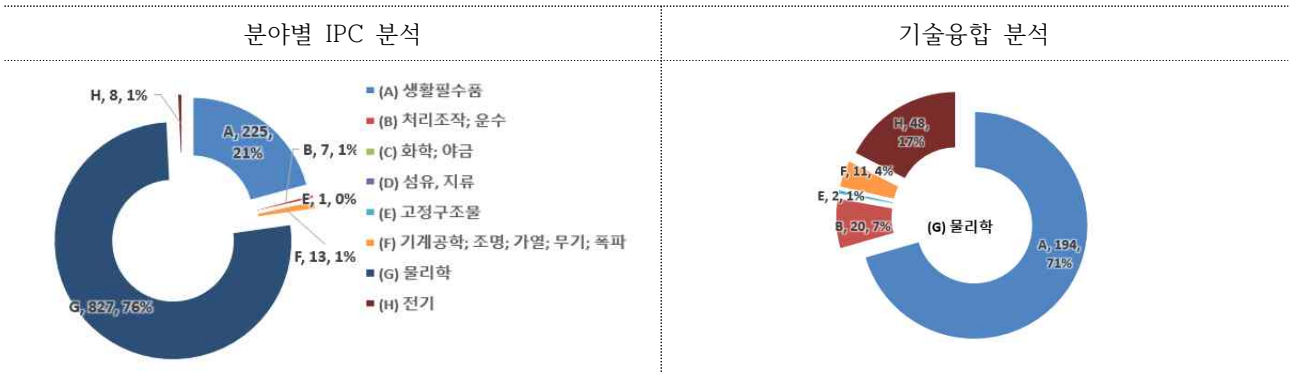 분야별 IPC 분석
기술융합 분석
H, 8, 1%
A, 225,
21%
B, 7, 1%
E, 1, 0%
F, 13, 1%
G, 827, 76%
(A) 생활필수품
(B) 처리조작; 운수
(C) 화학; 야금
(D) 섬유, 지류
(E) 고정구조물
(F) 기계공학; 조명; 가열; 무기; 폭파
(G) 물리학
(H) 전기
H, 48,
17%
F, 11, 4%
E, 2, 1%
B, 20, 7%
(G) 물리학
A, 194,
71%